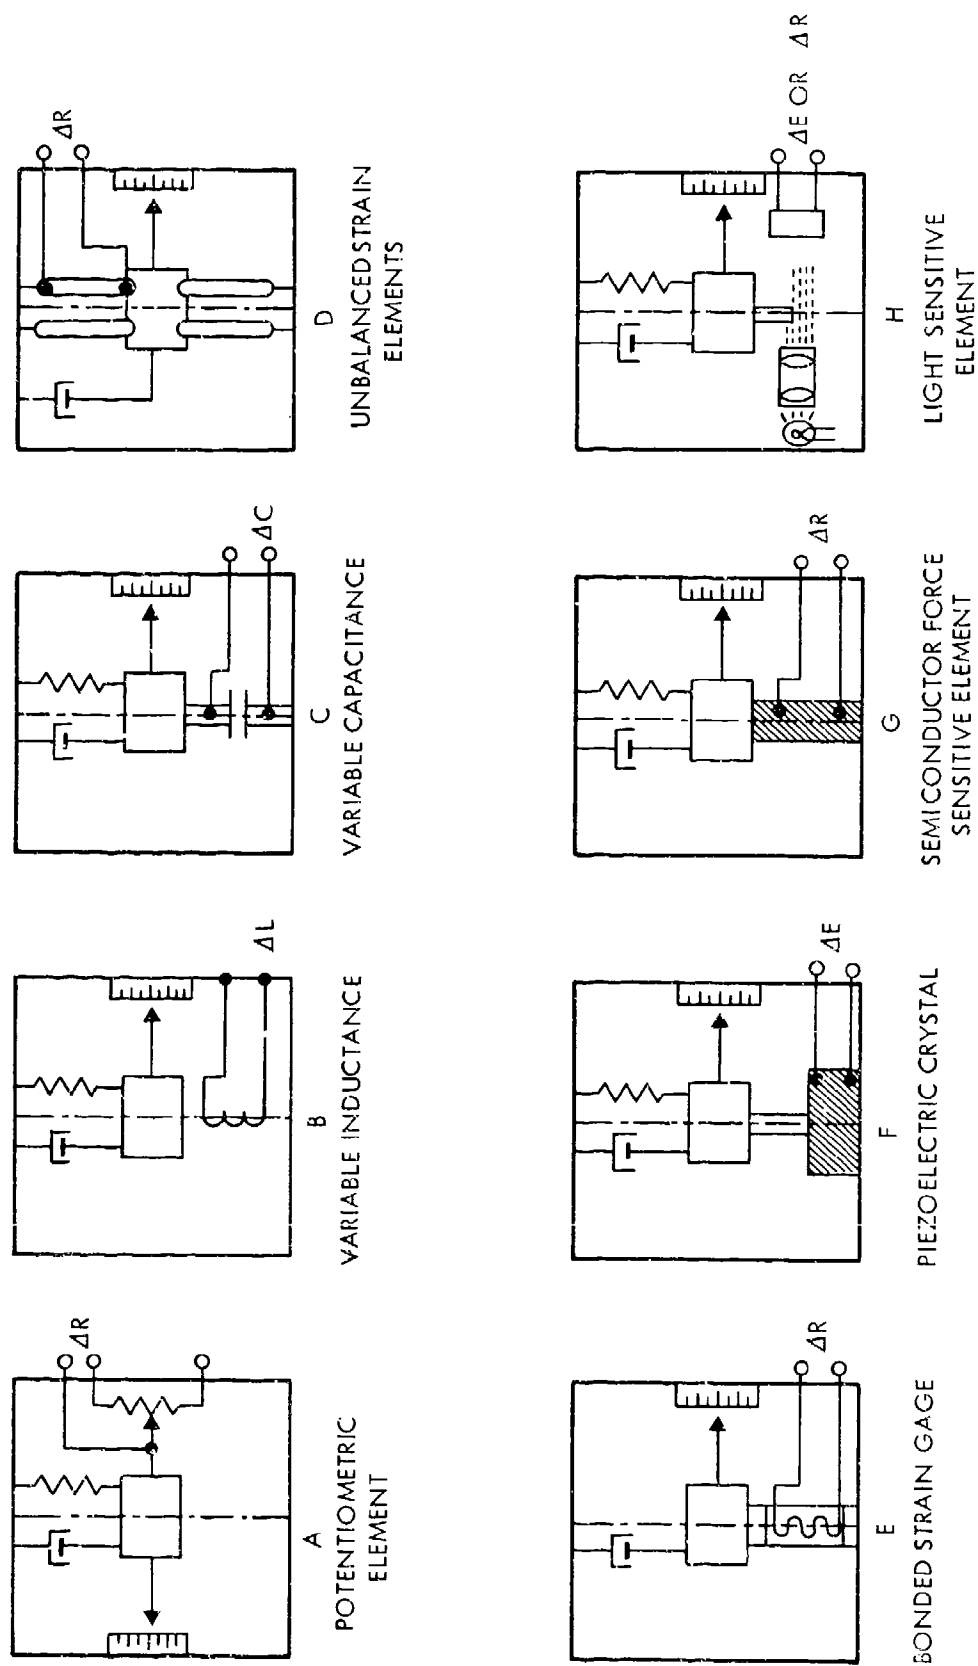 ΔR
A
POTENTIOMETRIC
ELEMENT
ΔL
B
VARIABLE INDUCTANCE
ΔC
C
VARIABLE CAPACITANCE
ΔR
D
UNBALANCED STRAIN
ELEMENTS
ΔR
E
BONDED STRAIN GAGE
ΔE
F
PIEZOELECTRIC CRYSTAL
ΔR
G
SEMICONDUCTOR FORCE
SENSITIVE ELEMENT
ΔE OR ΔR
H
LIGHT SENSITIVE
ELEMENT